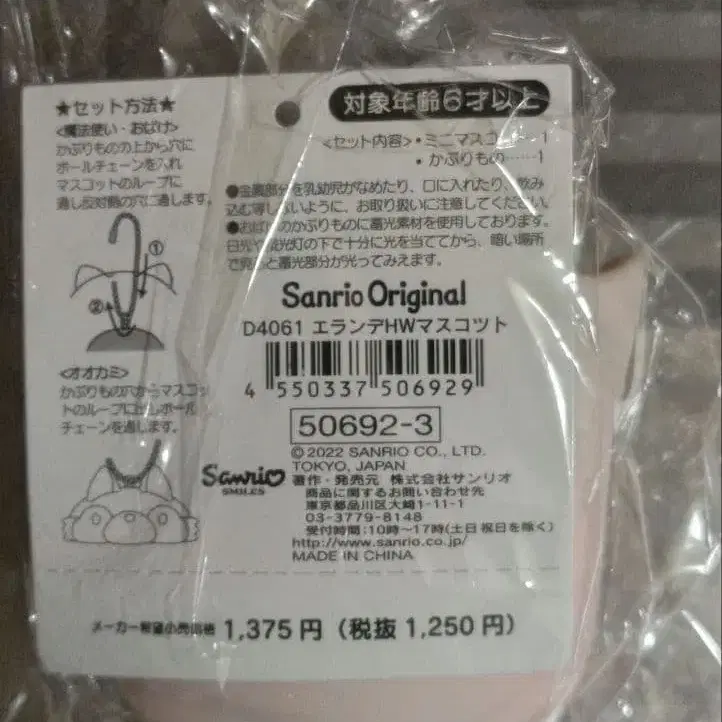 ★セット方法★
<魔法使い・おばけ>
かぶりものの上から穴に
ボールチェーンを入れ
マスコットのループに
通し反対側の穴に通します。
①
②
<オオカミ>
かぶりもの穴からマスコッ
トのループに出しボール
チェーンを通します。
対象年齢6才以上
<セット内容>・ミニマスコット…1
・かぶりもの……1
●金属部分を乳幼児がなめたり、口に入れたり、飲み
込む等しないように、お取り扱いに注意してください。
●おばけのかぶりものに蓄光素材を使用しております。
日光や蛍光灯の下で十分に光を当ててから、暗い場所
で見ると蓄光部分が光ってみえます。
Sanrio Original
D4061 エランデHWマスコツト
4 550337 506929
50692-3
© 2022 SANRIO CO., LTD.
TOKYO, JAPAN
Sanrio
SMILES
著作・発売元 株式会社サンリオ
商品に関するお問い合わせ先
東京都品川区大崎1-11-1
03-3779-8148
受付時間:10時~17時(土日祝日を除く)
http://www.sanrio.co.jp/
MADE IN CHINA
メーカー希望小売価格 1,375円(税抜1,250円)